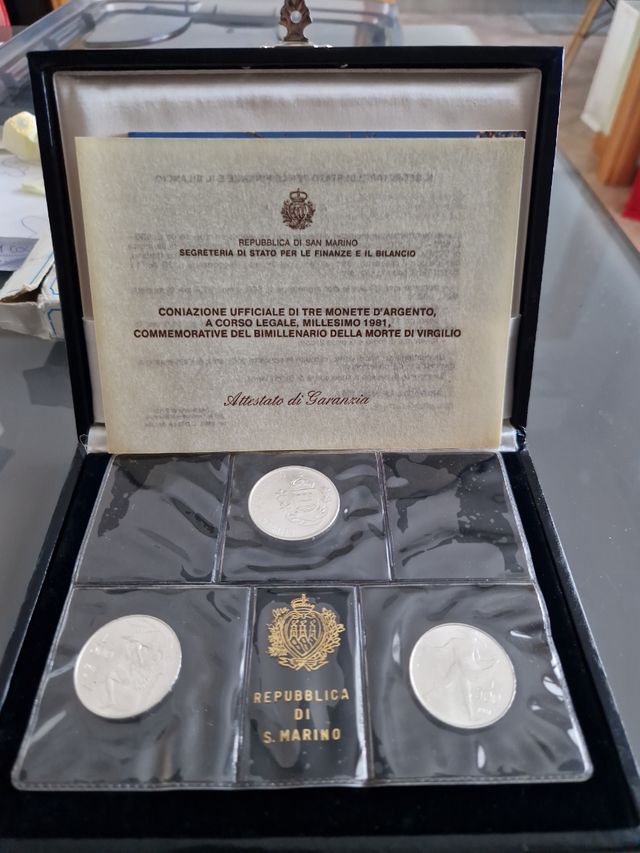 REPUBBLICA DI SAN MARINO
SEGRETERIA DI STATO PER LE FINANZE E IL BILANCIO
CONIAZIONE UFFICIALE DI TRE MONETE D'ARGENTO,
A CORSO LEGALE, MILLESIMO 1981,
COMMEMORATIVE DEL BIMILLENARIO DELLA MORTE DI VIRGILIO
Attestato di Garanzia
REPUBBLICA
DI
S. MARINO